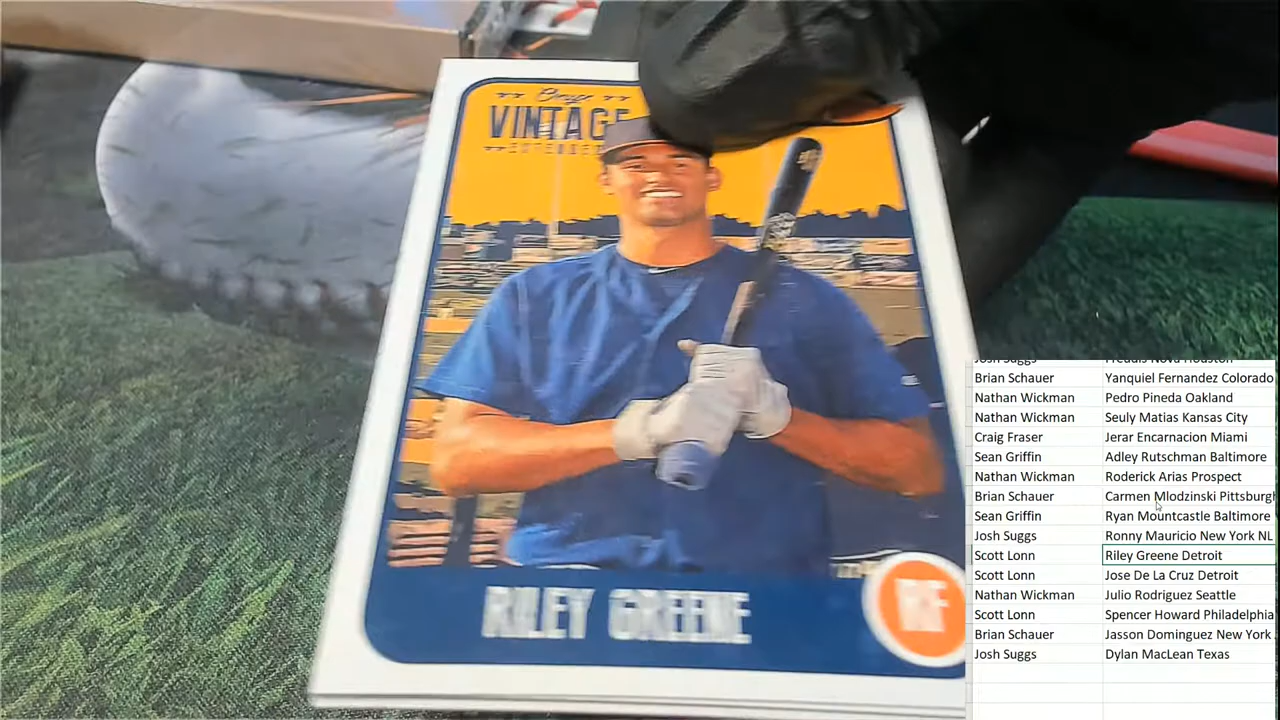 Onyx
VINTAGE
EXTENDED
RILEY GREENE
RF
Brian Schauer Yanquiel Fernandez Colorado
Nathan Wickman Pedro Pineda Oakland
Nathan Wickman Seuly Matias Kansas City
Craig Fraser Jerar Encarnacion Miami
Sean Griffin Adley Rutschman Baltimore
Nathan Wickman Roderick Arias Prospect
Brian Schauer Carmen Mlodzinski Pittsburgh
Sean Griffin Ryan Mountcastle Baltimore
Josh Suggs Ronny Mauricio New York NL
Scott Lonn Riley Greene Detroit
Scott Lonn Jose De La Cruz Detroit
Nathan Wickman Julio Rodriguez Seattle
Scott Lonn Spencer Howard Philadelphia
Brian Schauer Jasson Dominguez New York
Josh Suggs Dylan MacLean Texas